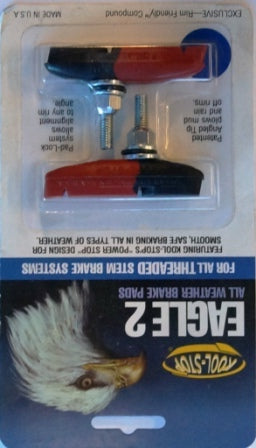 KOOL-STOP
EAGLE 2
ALL WEATHER BRAKE PADS
FOR ALL THREADED STEM BRAKE SYSTEMS
FEATURING KOOL-STOP'S "POWER-STOP" DESIGN FOR
SMOOTH, SAFE BRAKING IN ALL TYPES OF WEATHER.
Patented
Angled Tip
plows mud
and rain
off rims.
Pad-Lock
system
allows
alignment
to any rim
angle.
EXCLUSIVE—Rim Friendly™ Compound
MADE IN U.S.A